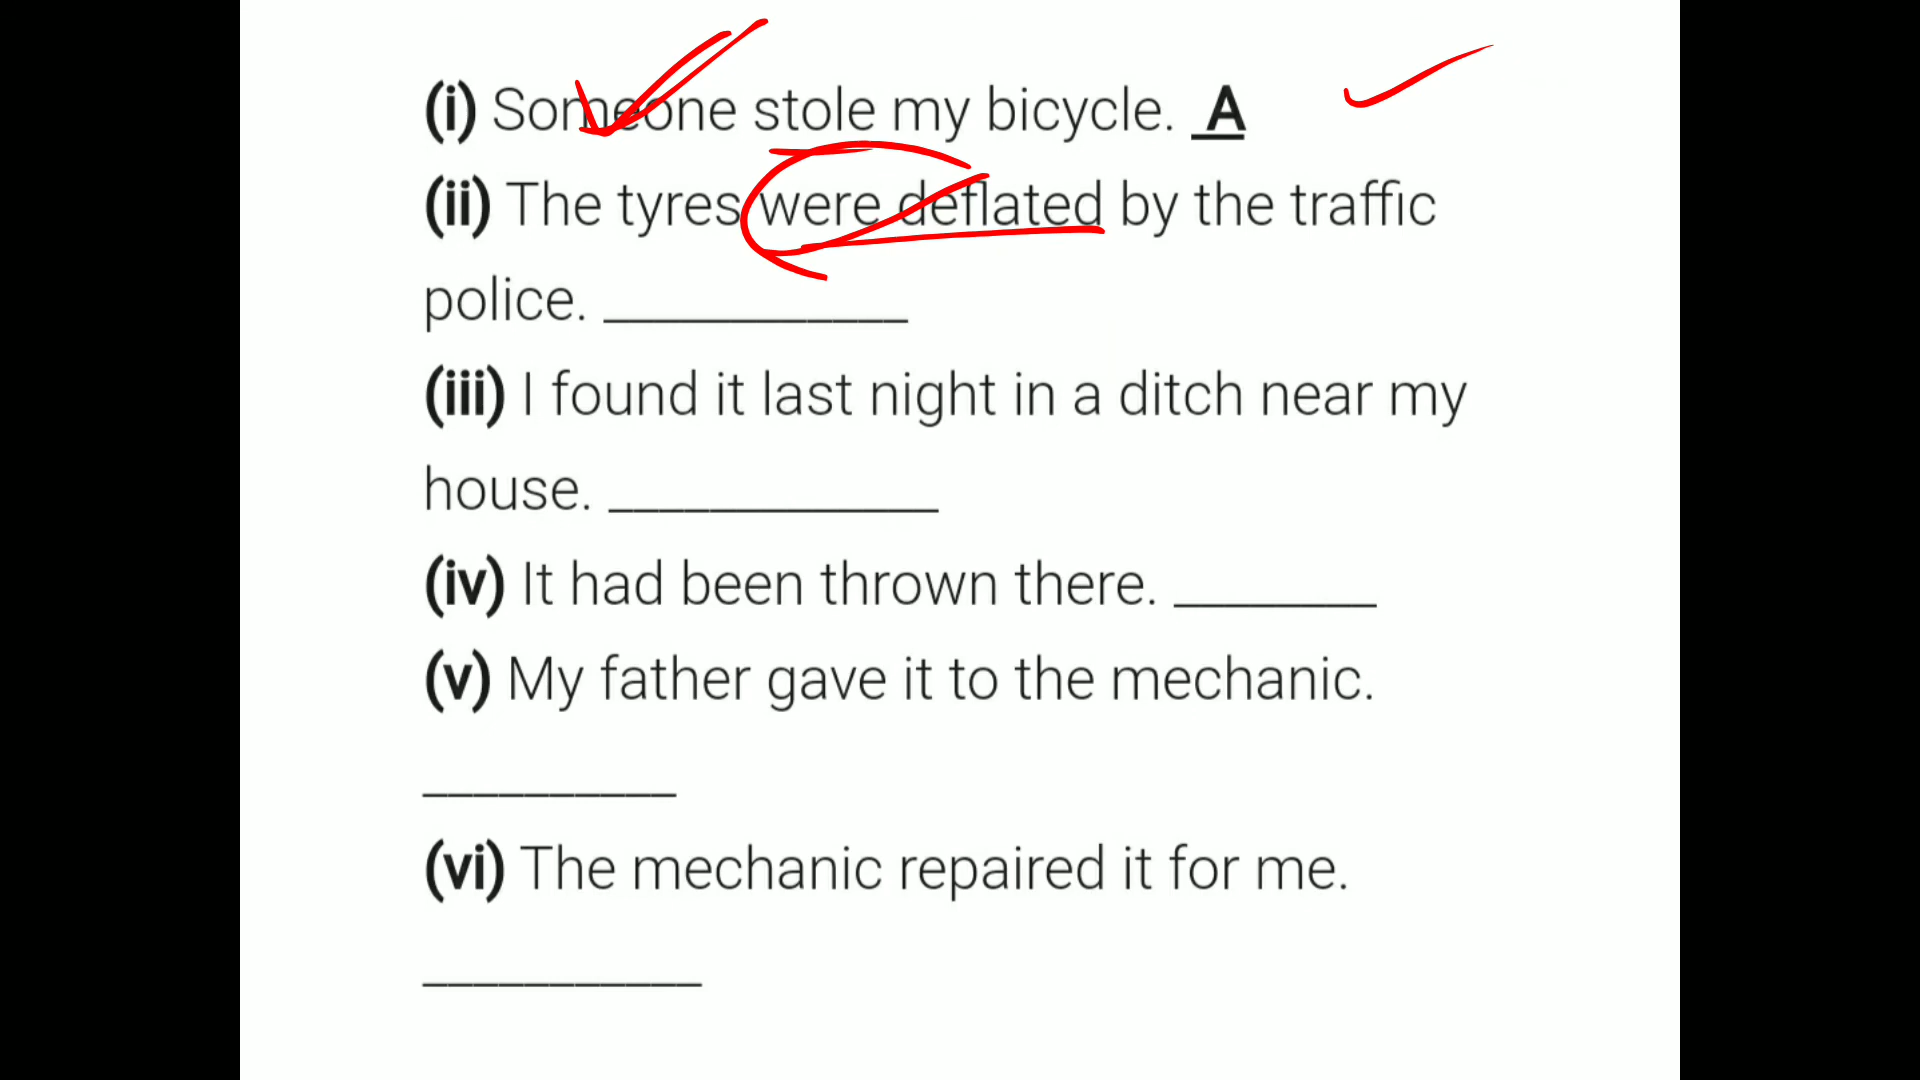 (i) Someone stole my bicycle. A
(ii) The tyres were deflated by the traffic
police. ____________
(iii) I found it last night in a ditch near my
house. _____________
(iv) It had been thrown there. ________
(v) My father gave it to the mechanic.
__________
(vi) The mechanic repaired it for me.
___________